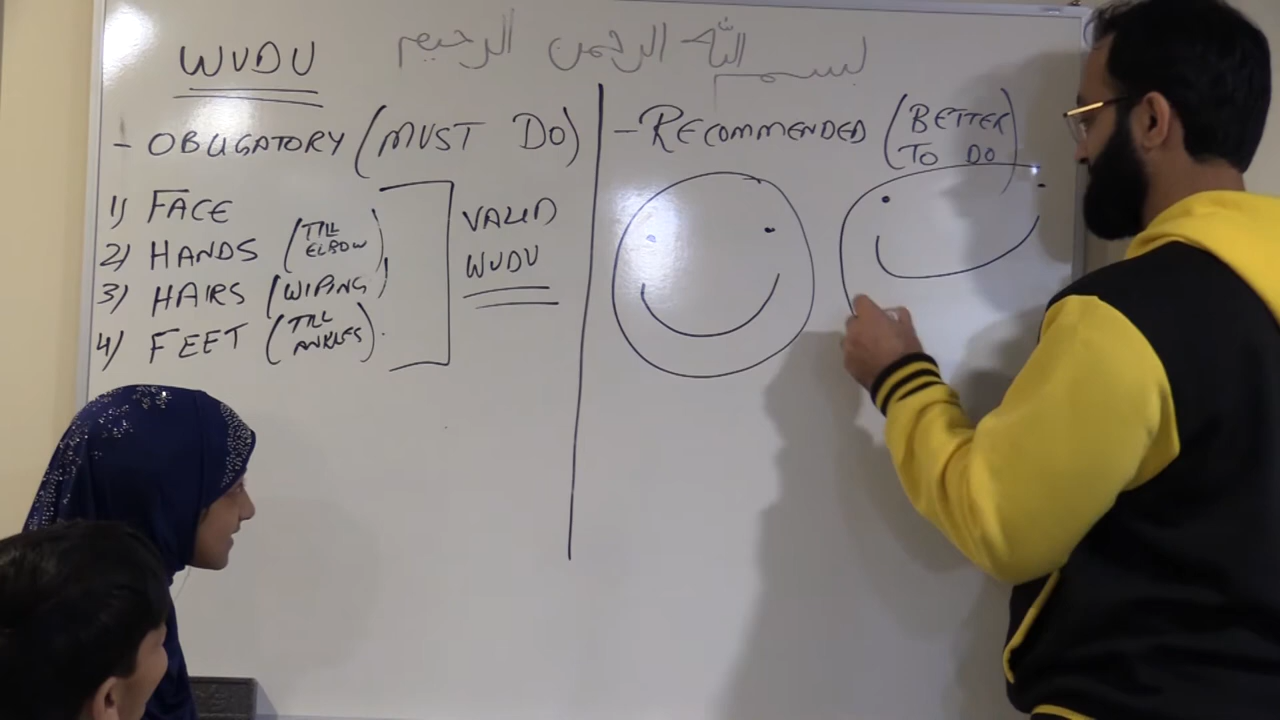 WUDU
بسم الله الرحمن الرحيم
- OBLIGATORY (MUST DO)
1) FACE
2) HANDS (TILL ELBOW)
3) HAIRS (WIPING)
4) FEET (TILL ANKLES).
VALID
WUDU
- RECOMMENDED (BETTER TO DO)